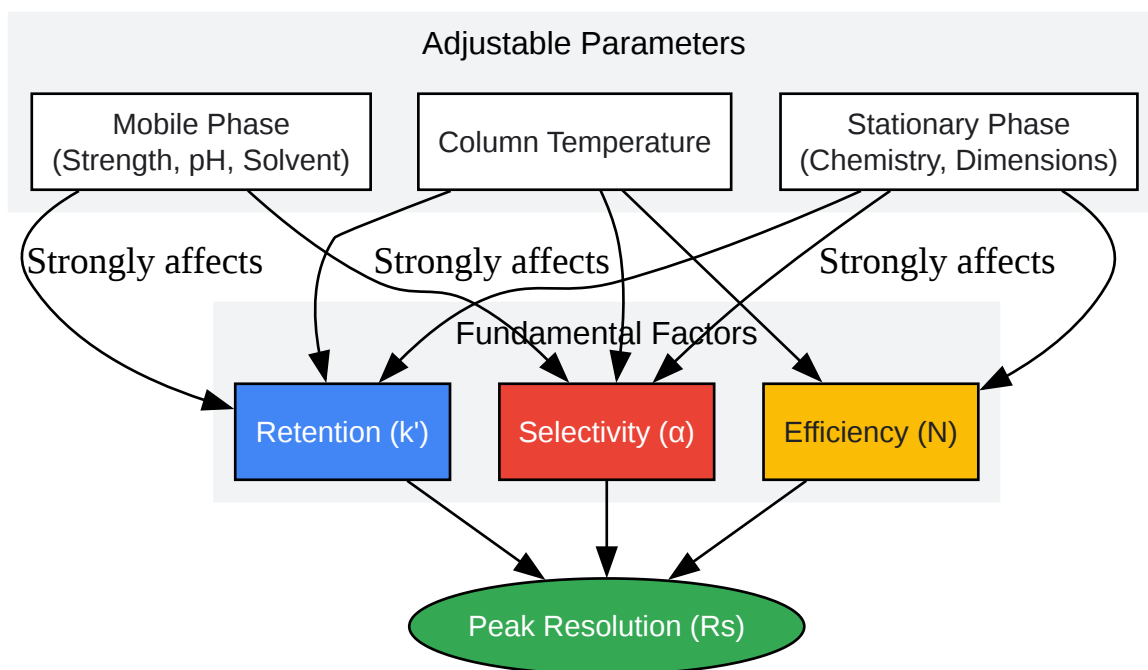 Adjustable Parameters
Mobile Phase
(Strength, pH, Solvent)
Column Temperature
Stationary Phase
(Chemistry, Dimensions)
Strongly affects
Strongly affects
Strongly affects
Fundamental Factors
Retention (k')
Selectivity (α)
Efficiency (N)
Peak Resolution (Rs)